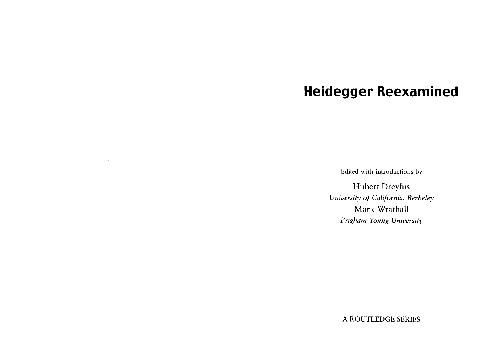 Heidegger Reexamined
Edited with introductions by
Hubert Dreyfus
University of California, Berkeley
Mark Wrathall
Brigham Young University
A ROUTLEDGE SERIES